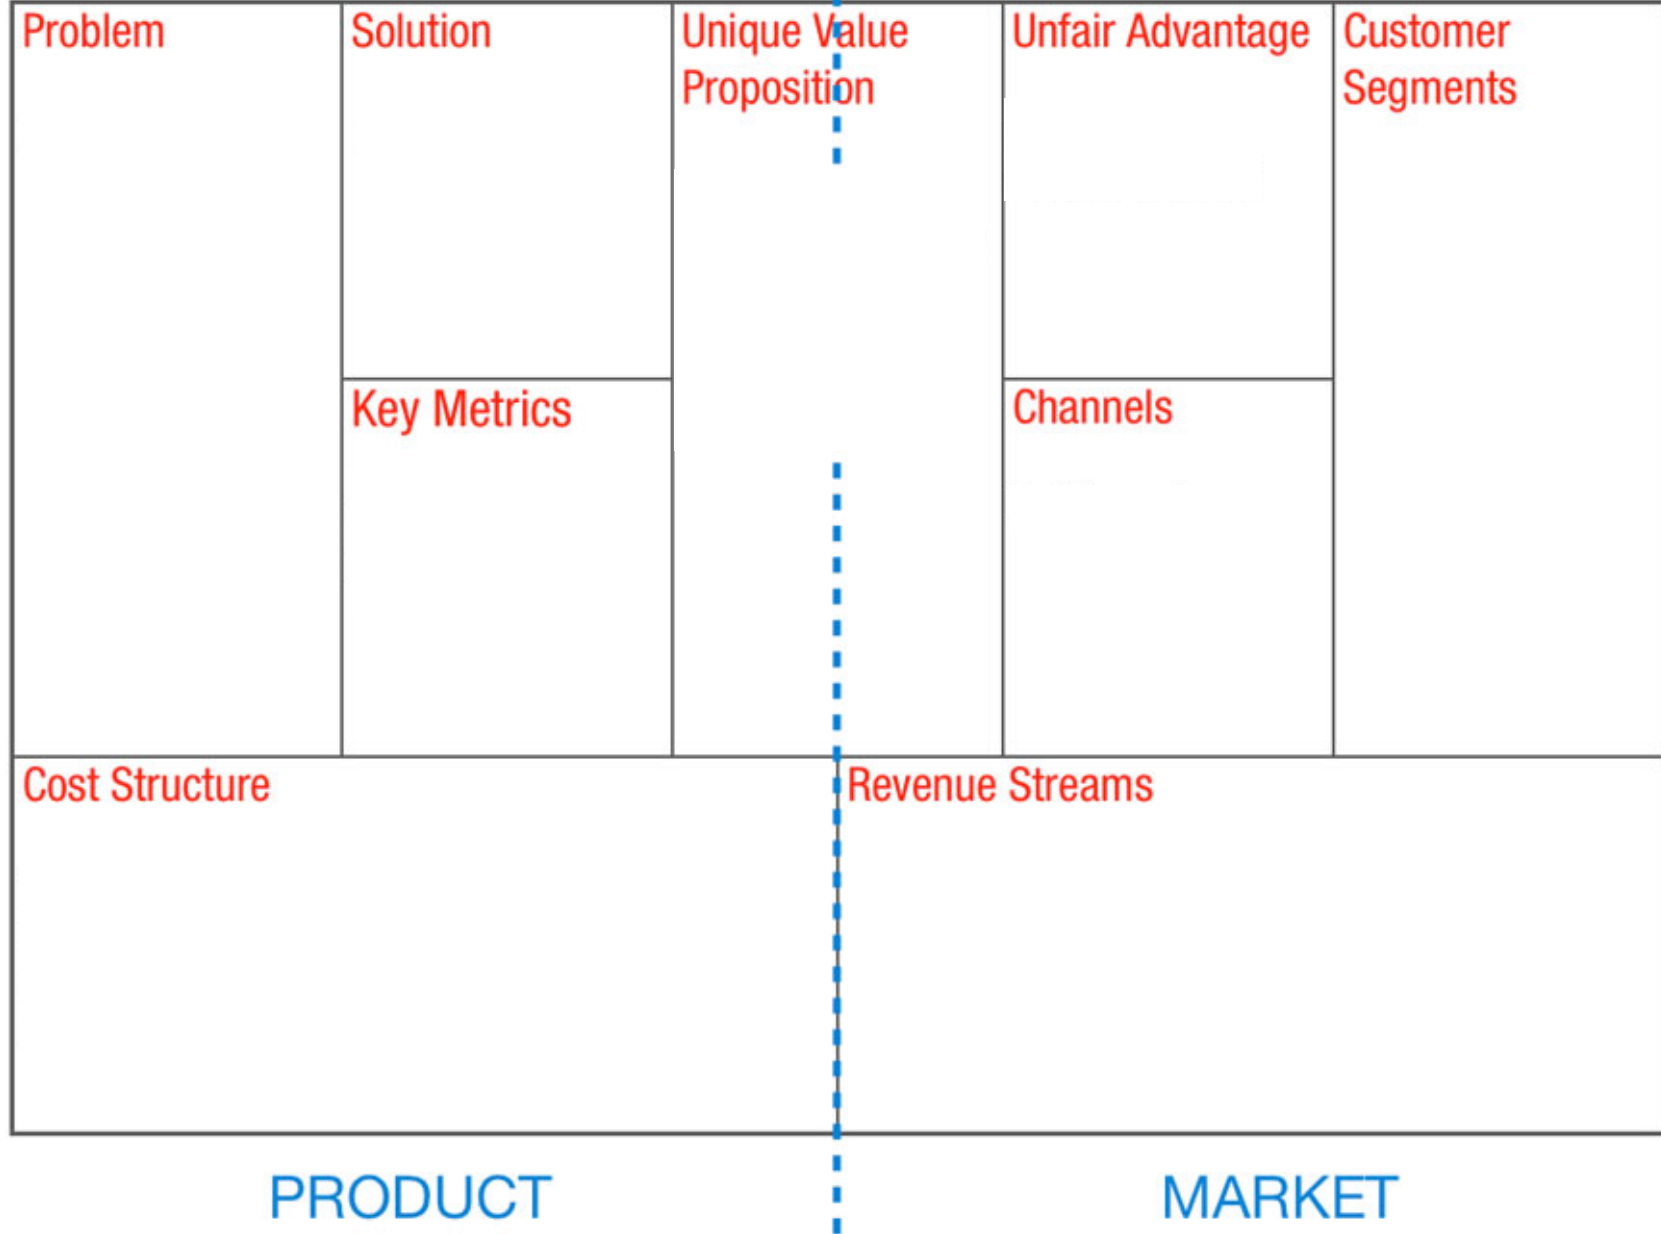 Problem
Solution
Key Metrics
Unique Value
Proposition
Unfair Advantage
Channels
Customer
Segments
Cost Structure
Revenue Streams
PRODUCT
MARKET